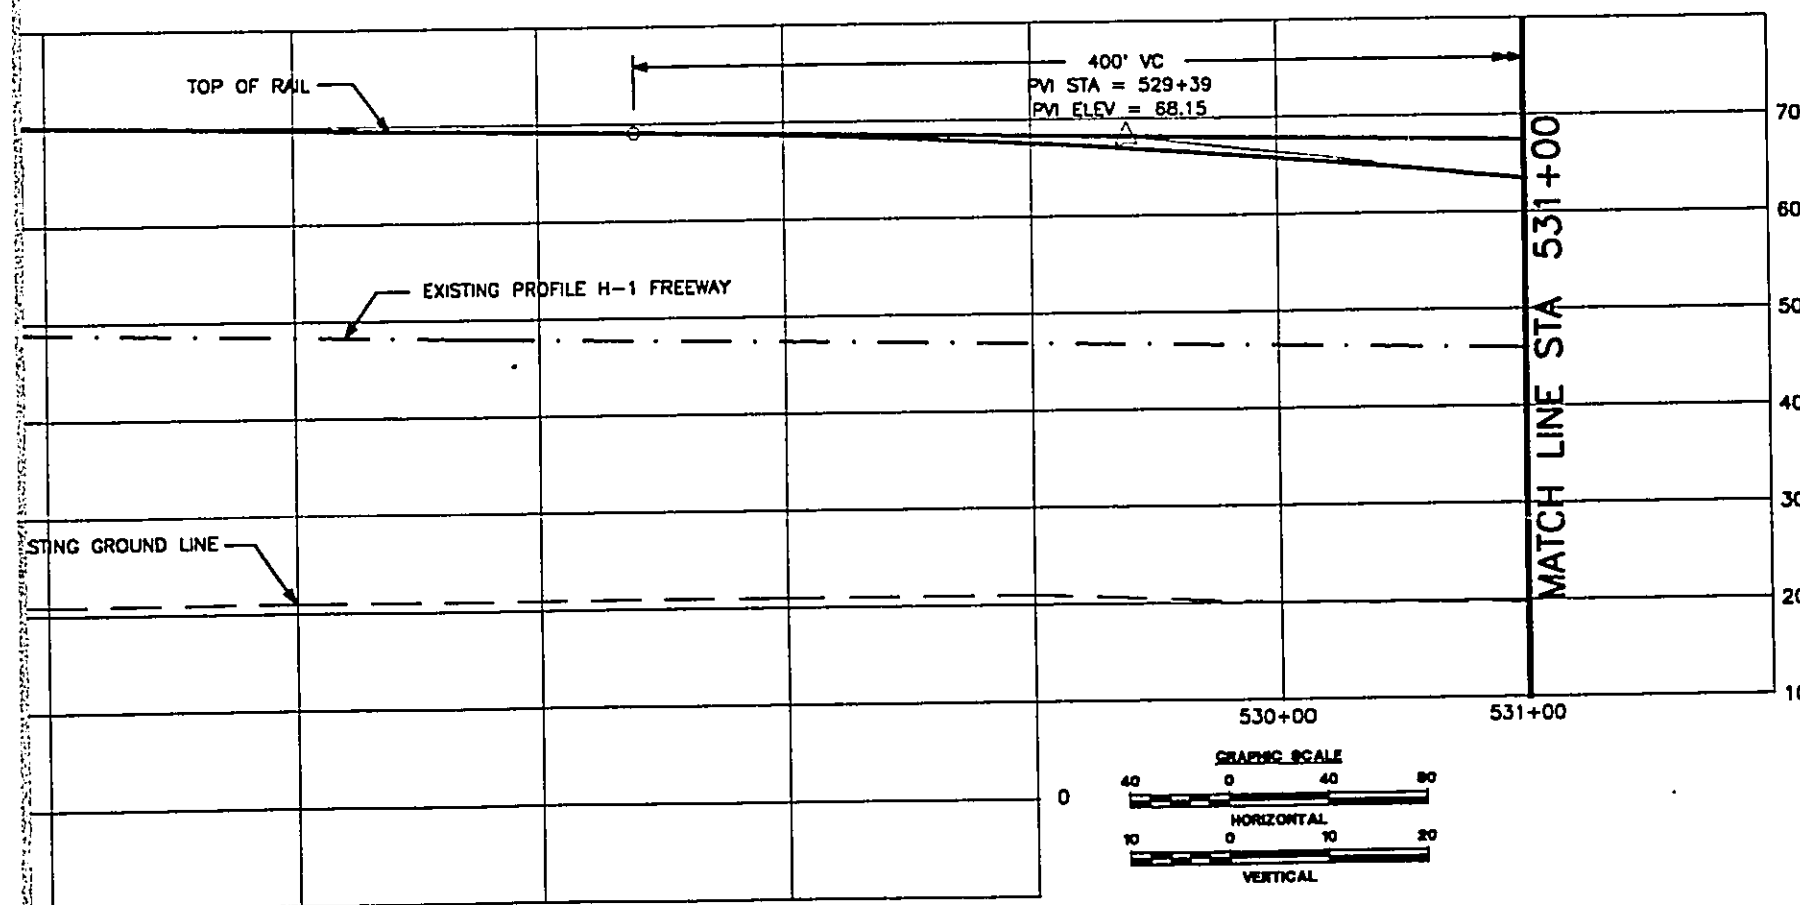 400' VC
TOP OF RAIL
PVI STA = 529+39
PVI ELEV = 68.15
70
60
EXISTING PROFILE H-1 FREEWAY
50
40
30
STING GROUND LINE
20
10
MATCH LINE STA 531+00
530+00
531+00
GRAPHIC SCALE
40 0 40 80
0
HORIZONTAL
10 0 10 20
VERTICAL